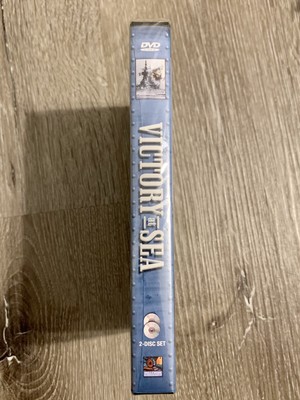 DVD
VICTORY AT SEA
2-DISC SET